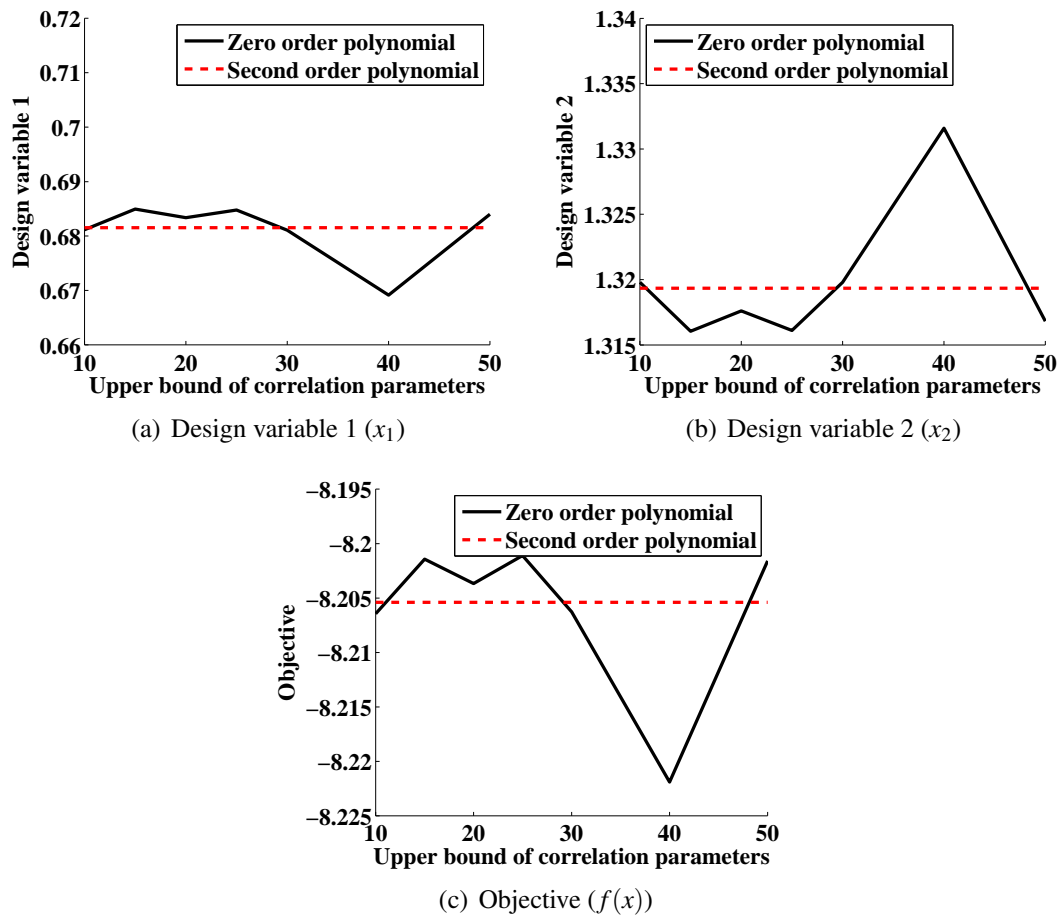 0.72
0.71
0.7
0.69
0.68
0.67
0.66
Design variable 1
Zero order polynomial
Second order polynomial
10 20 30 40 50
Upper bound of correlation parameters
(a) Design variable 1 (x1)
1.34
1.335
1.33
1.325
1.32
1.315
Design variable 2
Zero order polynomial
Second order polynomial
10 20 30 40 50
Upper bound of correlation parameters
(b) Design variable 2 (x2)
−8.195
−8.2
−8.205
−8.21
−8.215
−8.22
−8.225
Objective
Zero order polynomial
Second order polynomial
10 20 30 40 50
Upper bound of correlation parameters
(c) Objective (f(x))